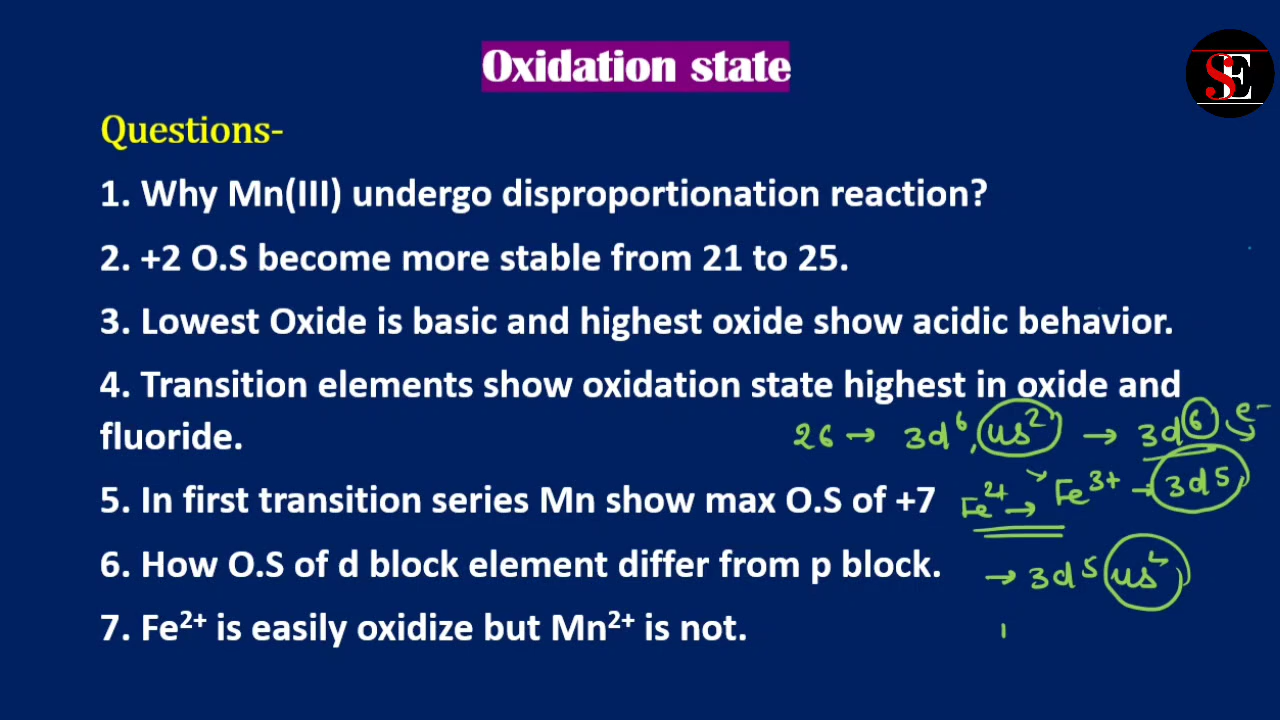 Oxidation state
SE
Questions-
1. Why Mn(III) undergo disproportionation reaction?
2. +2 O.S become more stable from 21 to 25.
3. Lowest Oxide is basic and highest oxide show acidic behavior.
4. Transition elements show oxidation state highest in oxide and
fluoride.
26 → 3d⁶, 4s² → 3d⁶ e⁻
5. In first transition series Mn show max O.S of +7
Fe²⁺ → Fe³⁺ → 3d⁵
6. How O.S of d block element differ from p block.
→ 3d⁵ 4s²
7. Fe²⁺ is easily oxidize but Mn²⁺ is not.